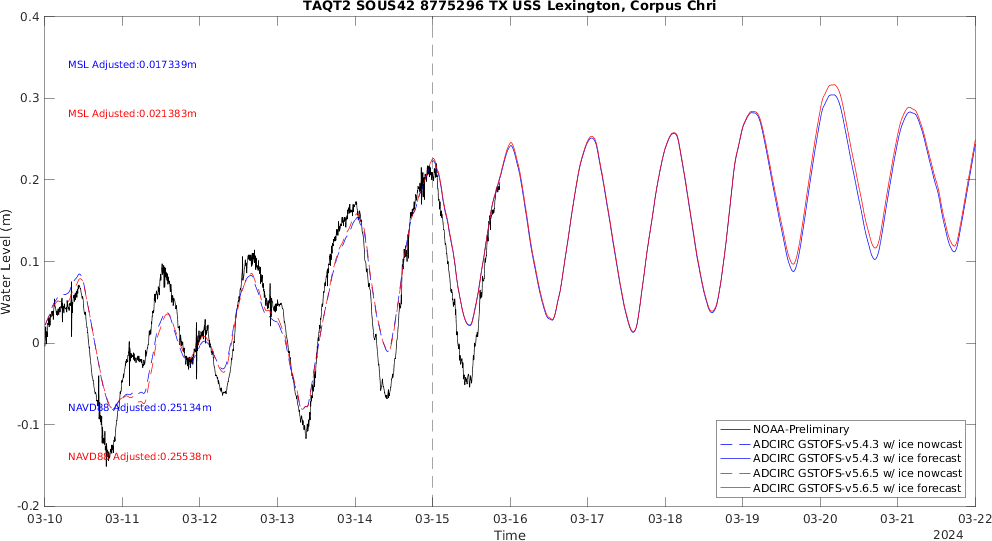 TAQT2 SOUS42 8775296 TX USS Lexington, Corpus Chri
0.4
0.3
0.2
0.1
0
-0.1
-0.2
Water Level (m)
MSL Adjusted:0.017339m
MSL Adjusted:0.021383m
NAVD88 Adjusted:0.25134m
NAVD88 Adjusted:0.25538m
NOAA-Preliminary
ADCIRC GSTOFS-v5.4.3 w/ ice nowcast
ADCIRC GSTOFS-v5.4.3 w/ ice forecast
ADCIRC GSTOFS-v5.6.5 w/ ice nowcast
ADCIRC GSTOFS-v5.6.5 w/ ice forecast
03-10 03-11 03-12 03-13 03-14 03-15 03-16 03-17 03-18 03-19 03-20 03-21 03-22
Time
2024